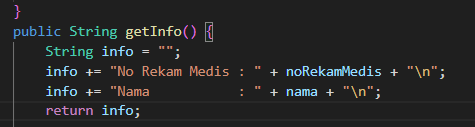 }
public String getInfo() {
String info = "";
info += "No Rekam Medis : " + noRekamMedis + "\n";
info += "Nama           : " + nama + "\n";
return info;